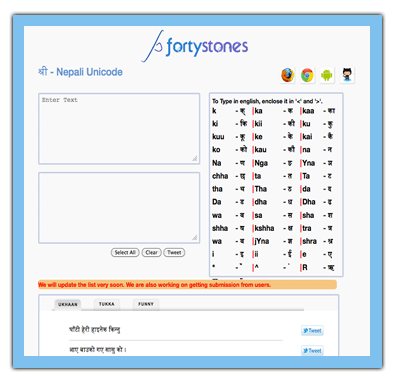 fortystones
श्री - Nepali Unicode
Enter Text
To Type in english, enclose it in '<' and '>'.
k - क् ka - क kaa - का
ki - कि kii - की ku - कु
kuu - कू ke - के kai - कै
ko - को kau - कौ na - न
Na - ण Nga - ङ Yna - ञ
chha - छ ta - त Ta - ट
tha - थ Tha - ठ da - द
Da - ड dha - ध Dha - ढ
wa - व sa - स sha - श
shha - ष kshha - क्ष tra - त्र
wa - व jYna - ज्ञ shra - श्र
i - इ ii - ई e - ए
* - ^ - R - ऋ
Select All Clear Tweet
We will update the list very soon. We are also working on getting submission from users.
UKHAAN TUKKA FUNNY
घाँटी हेरी हाड निल्नु Tweet
आए बाउको गए सासु को । Tweet